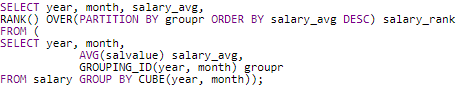 SELECT year, month, salary_avg,
RANK() OVER(PARTITION BY groupr ORDER BY salary_avg DESC) salary_rank
FROM (
SELECT year, month,
AVG(salvalue) salary_avg,
GROUPING_ID(year, month) groupr
FROM salary GROUP BY CUBE(year, month));